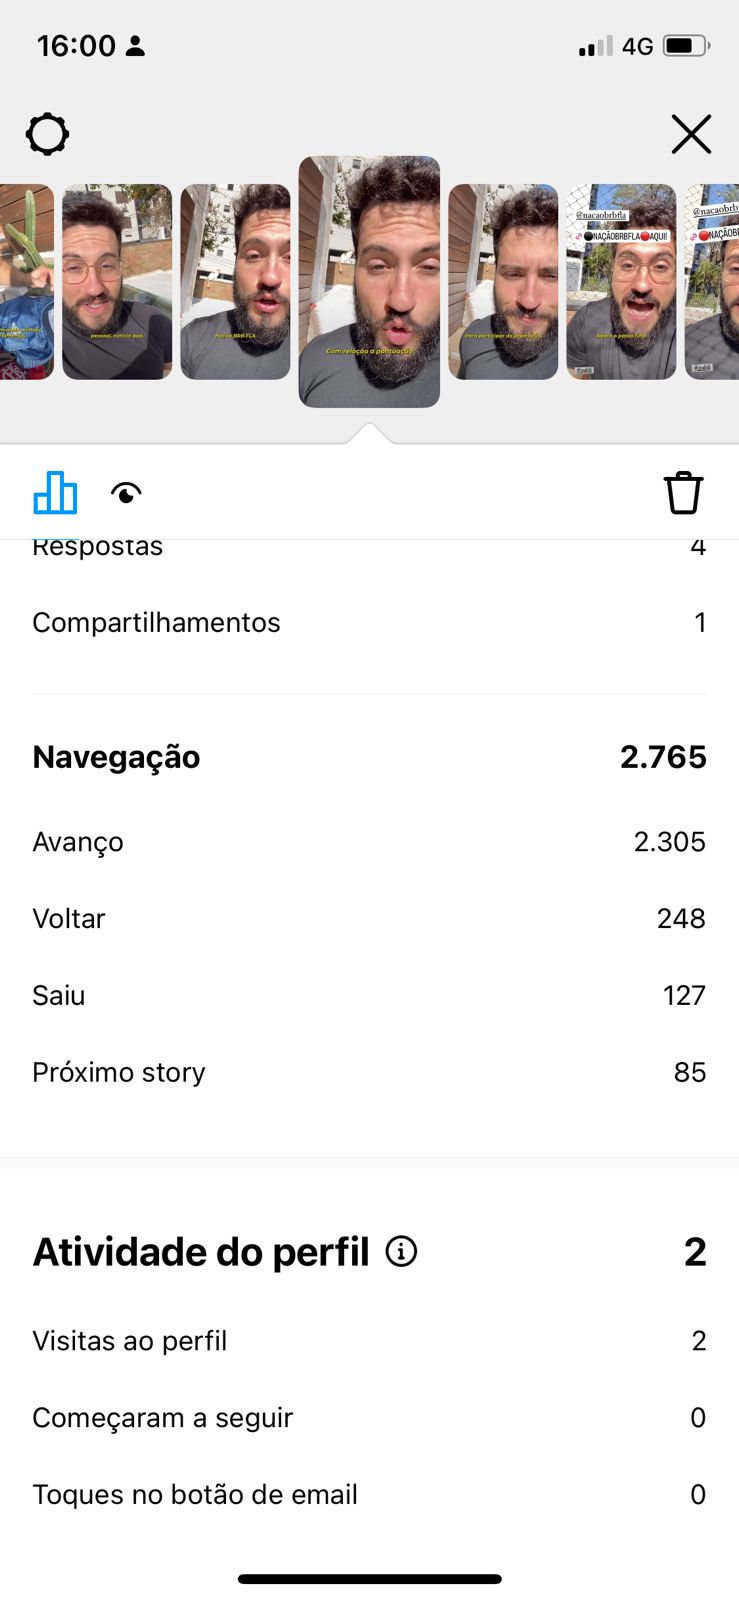 16:00
4G
pessoal, notícia boa.
Nação BRB FLA
Com relação a pontuação
Para participar da promoção
@nacaobrbfla
NAÇÃOBRBFLA AQUI!
Agora o passo final
#publi
@nacaobrb
NAÇÃOBRBF
#publi
Respostas 4
Compartilhamentos 1
Navegação 2.765
Avanço 2.305
Voltar 248
Saiu 127
Próximo story 85
Atividade do perfil 2
Visitas ao perfil 2
Começaram a seguir 0
Toques no botão de email 0